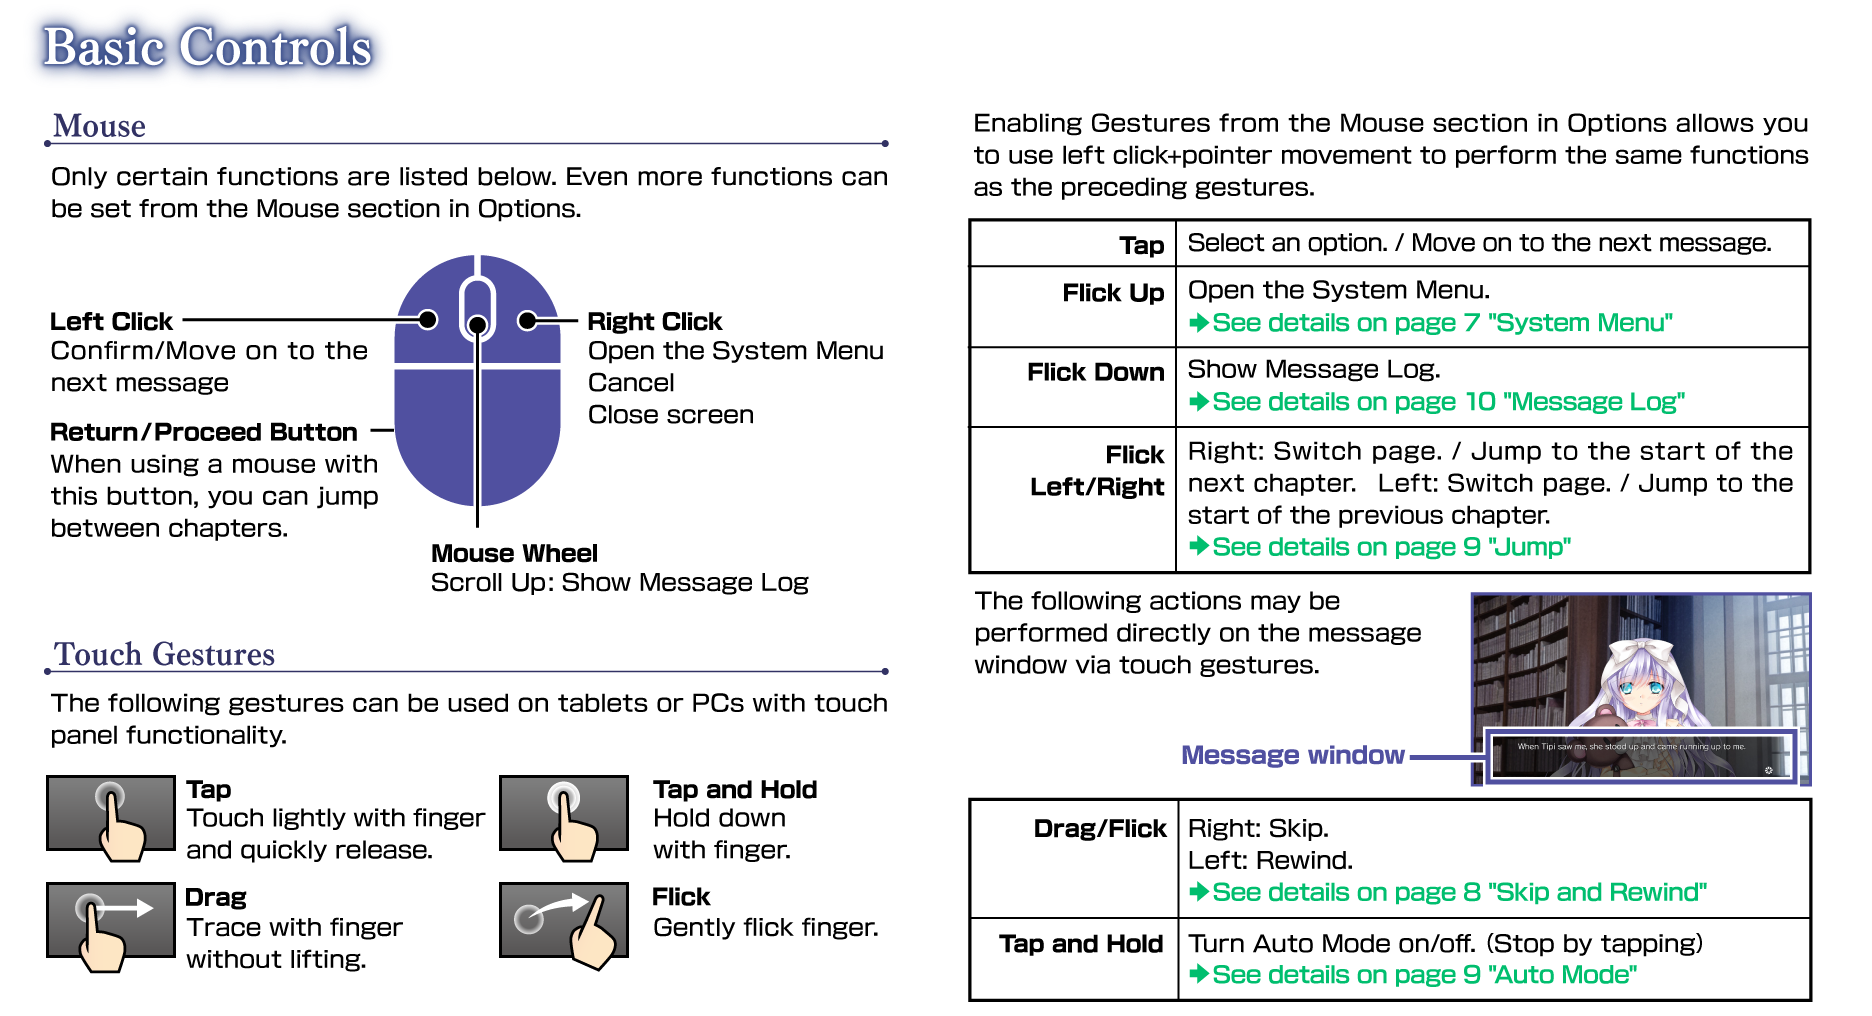 Basic Controls
Mouse
Only certain functions are listed below. Even more functions can
be set from the Mouse section in Options.
Left Click
Confirm/Move on to the
next message
Return/Proceed Button
When using a mouse with
this button, you can jump
between chapters.
Right Click
Open the System Menu
Cancel
Close screen
Mouse Wheel
Scroll Up: Show Message Log
Touch Gestures
The following gestures can be used on tablets or PCs with touch
panel functionality.
Tap
Touch lightly with finger
and quickly release.
Tap and Hold
Hold down
with finger.
Drag
Trace with finger
without lifting.
Flick
Gently flick finger.
Enabling Gestures from the Mouse section in Options allows you
to use left click+pointer movement to perform the same functions
as the preceding gestures.
Tap
Select an option. / Move on to the next message.
Flick Up
Open the System Menu.
➔See details on page 7 "System Menu"
Flick Down
Show Message Log.
➔See details on page 10 "Message Log"
Flick
Left/Right
Right: Switch page. / Jump to the start of the
next chapter. Left: Switch page. / Jump to the
start of the previous chapter.
➔See details on page 9 "Jump"
The following actions may be
performed directly on the message
window via touch gestures.
When Tipi saw me, she stood up and came running up to me.
Message window
Drag/Flick
Right: Skip.
Left: Rewind.
➔See details on page 8 "Skip and Rewind"
Tap and Hold
Turn Auto Mode on/off. (Stop by tapping)
➔See details on page 9 "Auto Mode"